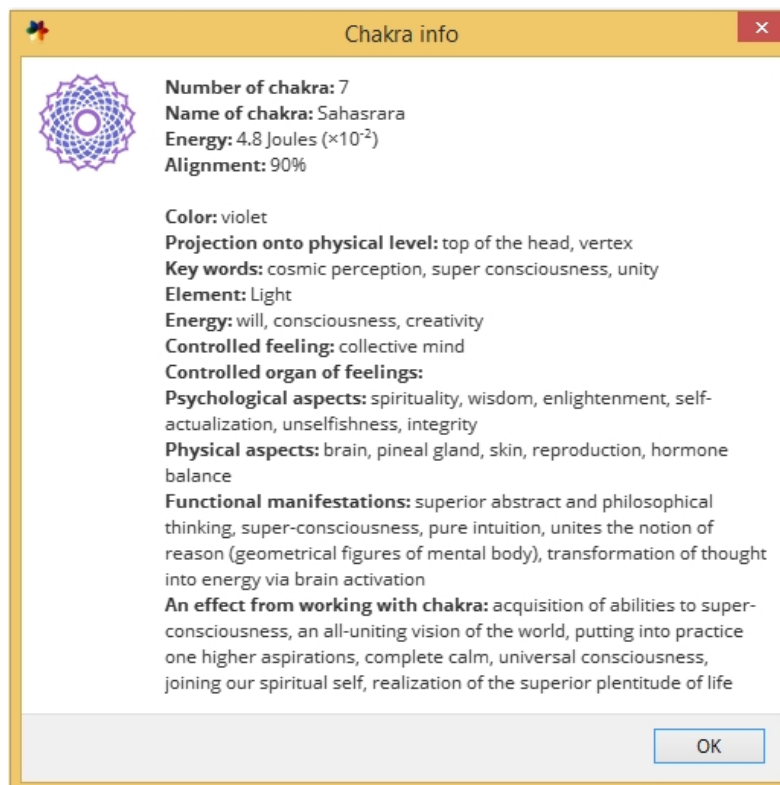 Chakra info
Number of chakra: 7
Name of chakra: Sahasrara
Energy: 4.8 Joules (×10⁻²)
Alignment: 90%
Color: violet
Projection onto physical level: top of the head, vertex
Key words: cosmic perception, super consciousness, unity
Element: Light
Energy: will, consciousness, creativity
Controlled feeling: collective mind
Controlled organ of feelings:
Psychological aspects: spirituality, wisdom, enlightenment, self-
actualization, unselfishness, integrity
Physical aspects: brain, pineal gland, skin, reproduction, hormone
balance
Functional manifestations: superior abstract and philosophical
thinking, super-consciousness, pure intuition, unites the notion of
reason (geometrical figures of mental body), transformation of thought
into energy via brain activation
An effect from working with chakra: acquisition of abilities to super-
consciousness, an all-uniting vision of the world, putting into practice
one higher aspirations, complete calm, universal consciousness,
joining our spiritual self, realization of the superior plentitude of life
OK